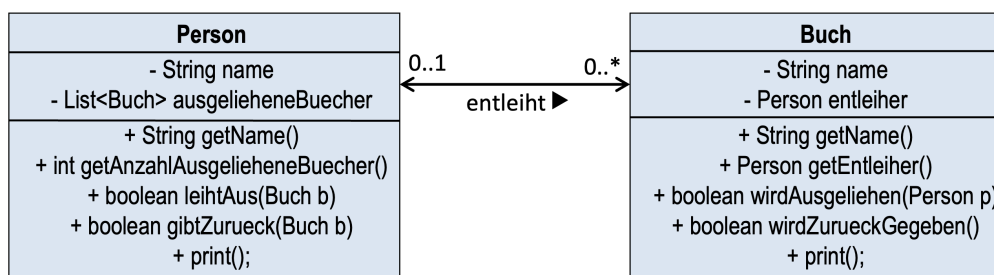 Person
- String name
- List<Buch> ausgelieheneBuecher
+ String getName()
+ int getAnzahlAusgelieheneBuecher()
+ boolean leihtAus(Buch b)
+ boolean gibtZurueck(Buch b)
+ print();
0..1
0..*
entleiht ▶
Buch
- String name
- Person entleiher
+ String getName()
+ Person getEntleiher()
+ boolean wirdAusgeliehen(Person p)
+ boolean wirdZurueckGegeben()
+ print();